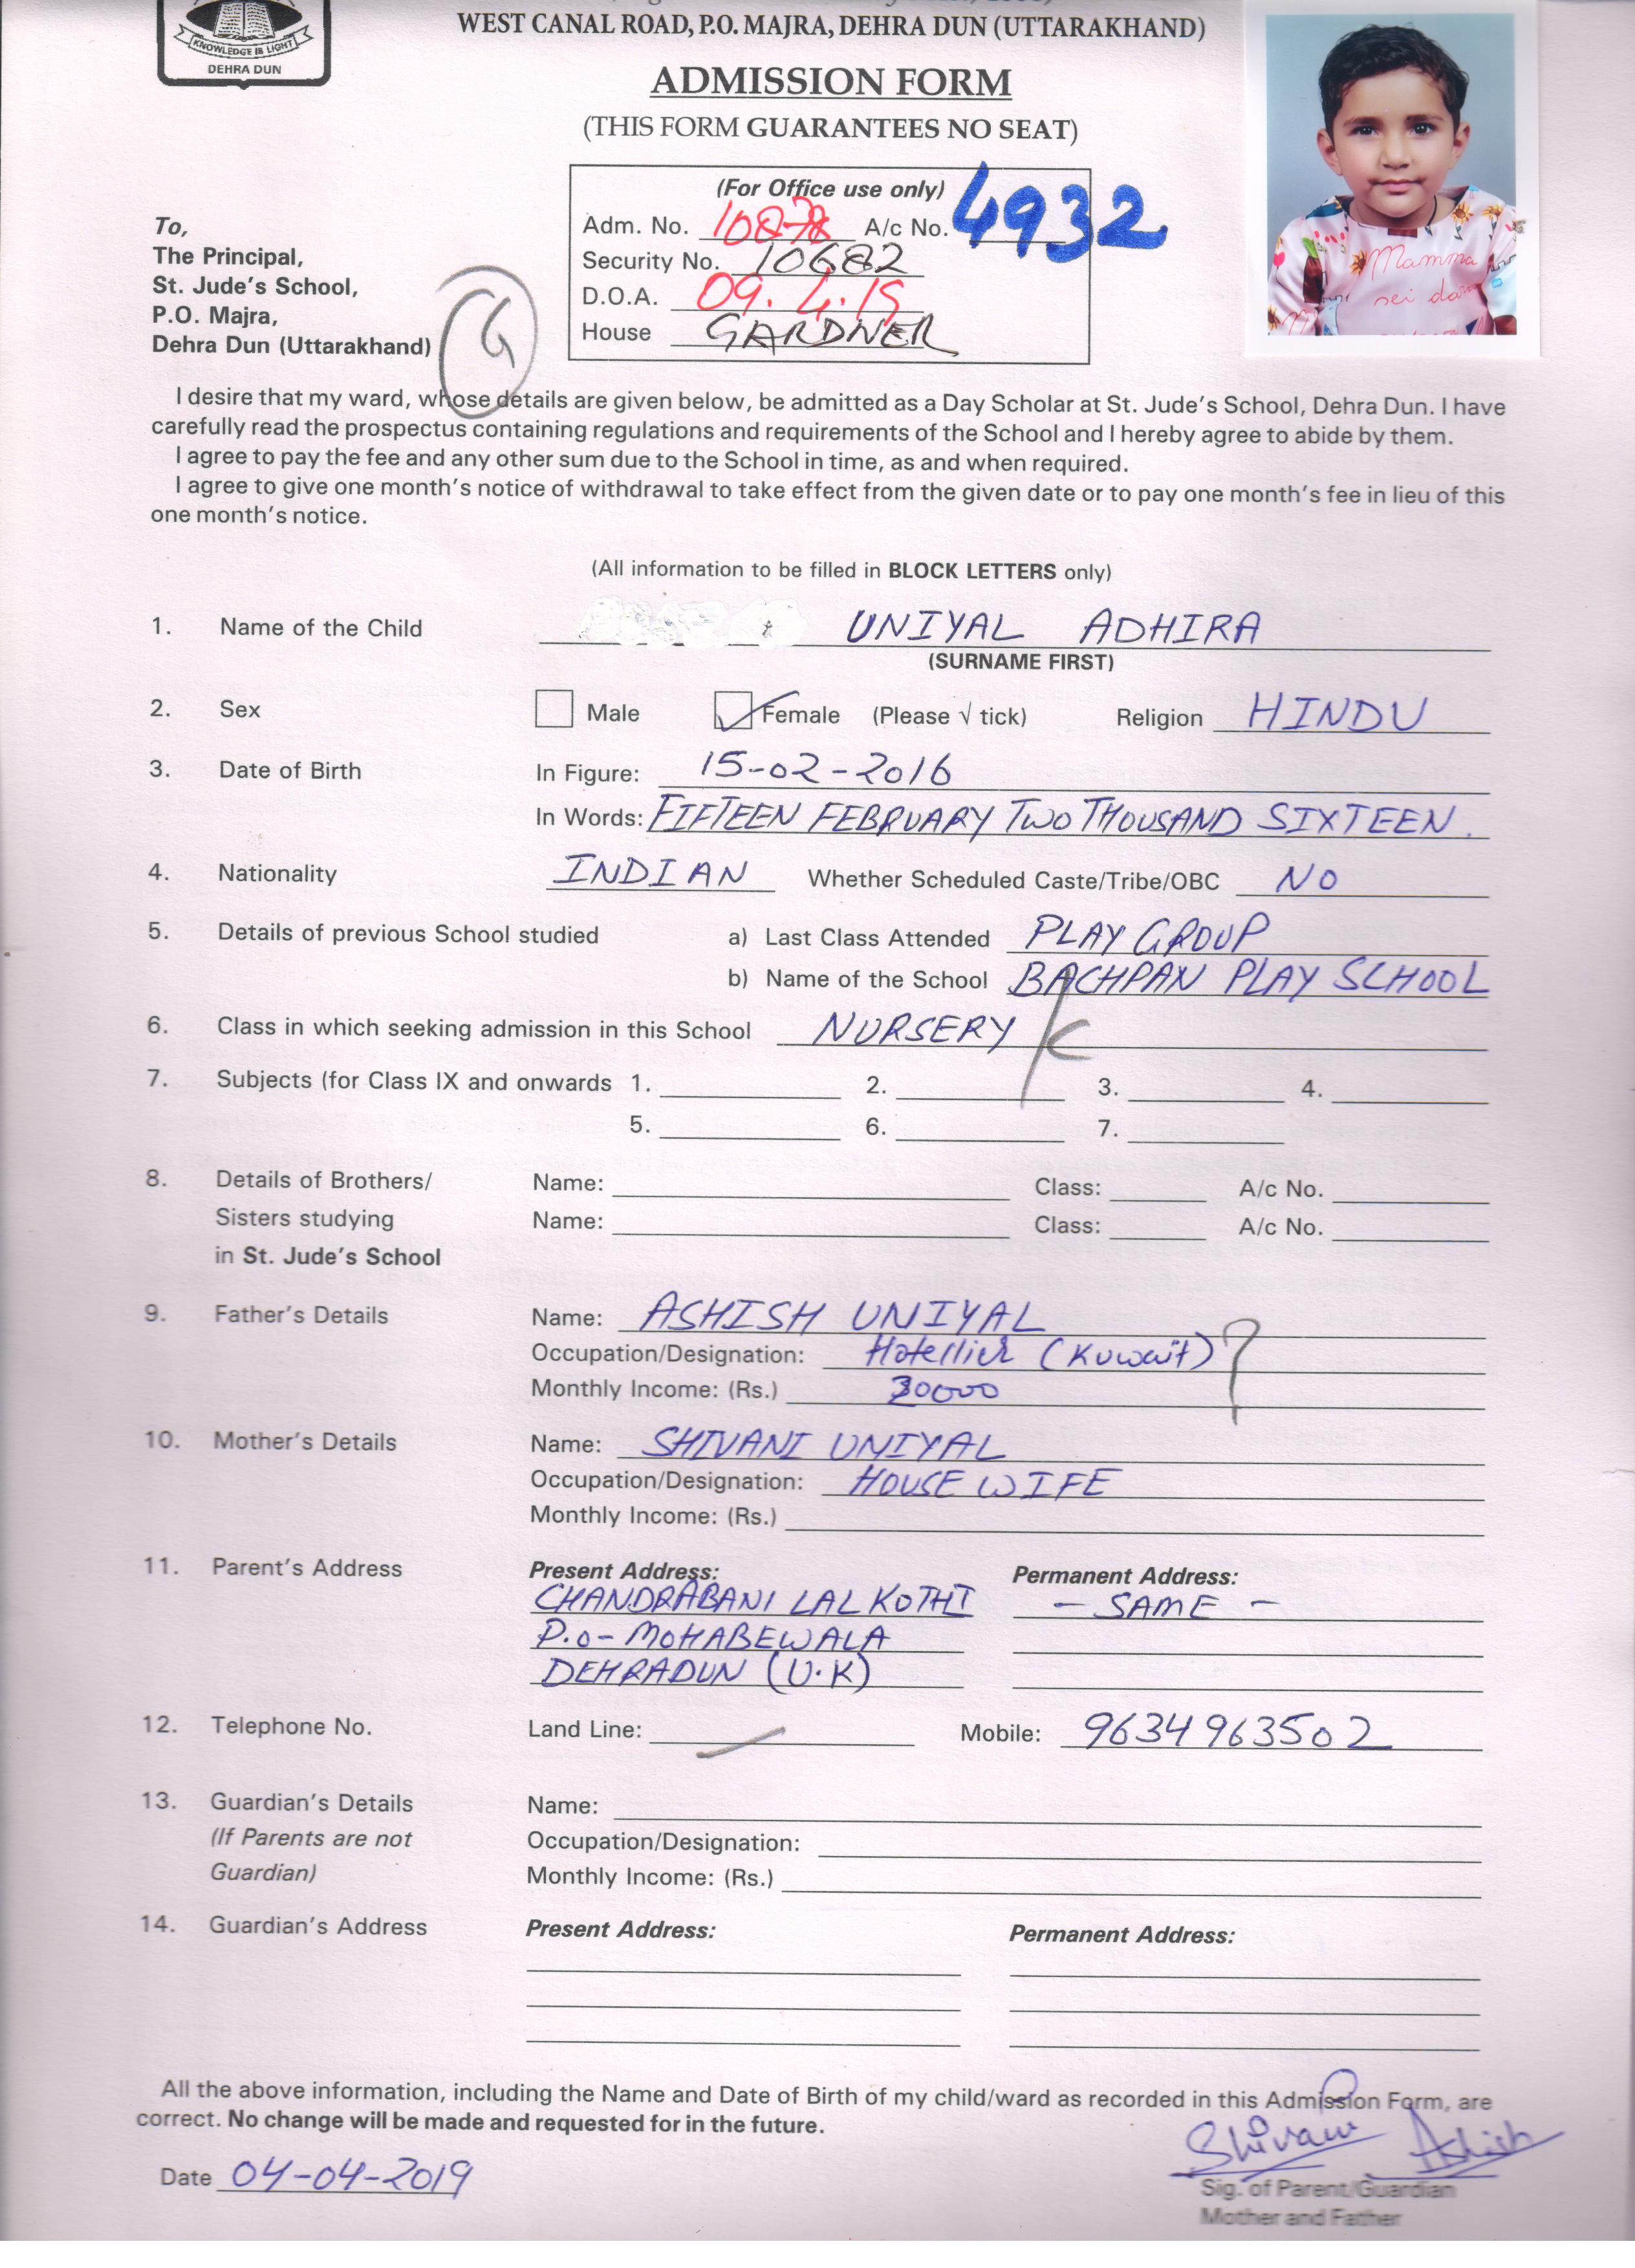 KNOWLEDGE IS LIGHT
DEHRA DUN
WEST CANAL ROAD, P.O. MAJRA, DEHRA DUN (UTTARAKHAND)
ADMISSION FORM
(THIS FORM GUARANTEES NO SEAT)
(For Office use only)
Adm. No. 10878 A/c No. 4932
Security No. 10682
D.O.A. 09.4.19
House GARDNER
To,
The Principal,
St. Jude's School,
P.O. Majra,
Dehra Dun (Uttarakhand)
G
Mamma
sei
I desire that my ward, whose details are given below, be admitted as a Day Scholar at St. Jude's School, Dehra Dun. I have
carefully read the prospectus containing regulations and requirements of the School and I hereby agree to abide by them.
I agree to pay the fee and any other sum due to the School in time, as and when required.
I agree to give one month's notice of withdrawal to take effect from the given date or to pay one month's fee in lieu of this
one month's notice.
(All information to be filled in BLOCK LETTERS only)
1. Name of the Child UNIYAL ADHIRA
(SURNAME FIRST)
2. Sex Male Female (Please √ tick) Religion HINDU
3. Date of Birth In Figure: 15-02-2016
In Words: FIFTEEN FEBRUARY TWO THOUSAND SIXTEEN.
4. Nationality INDIAN Whether Scheduled Caste/Tribe/OBC NO
5. Details of previous School studied a) Last Class Attended PLAY GROUP
b) Name of the School BACHPAN PLAY SCHOOL
6. Class in which seeking admission in this School NURSERY
7. Subjects (for Class IX and onwards 1. 2. 3. 4.
5. 6. 7.
8. Details of Brothers/ Name: Class: A/c No.
Sisters studying Name: Class: A/c No.
in St. Jude's School
9. Father's Details Name: ASHISH UNIYAL
Occupation/Designation: Hotellier (Kuwait) ?
Monthly Income: (Rs.) 30000
10. Mother's Details Name: SHIVANI UNIYAL
Occupation/Designation: HOUSE WIFE
Monthly Income: (Rs.)
11. Parent's Address Present Address: Permanent Address:
CHANDRABANI LAL KOTHI - SAME -
P.O- MOHABEWALA
DEHRADUN (U.K)
12. Telephone No. Land Line: Mobile: 9634963502
13. Guardian's Details Name:
(If Parents are not Occupation/Designation:
Guardian) Monthly Income: (Rs.)
14. Guardian's Address Present Address: Permanent Address:
All the above information, including the Name and Date of Birth of my child/ward as recorded in this Admission Form, are
correct. No change will be made and requested for in the future.
Shivani Ashish
Date 04-04-2019
Sig. of Parent/Guardian
Mother and Father